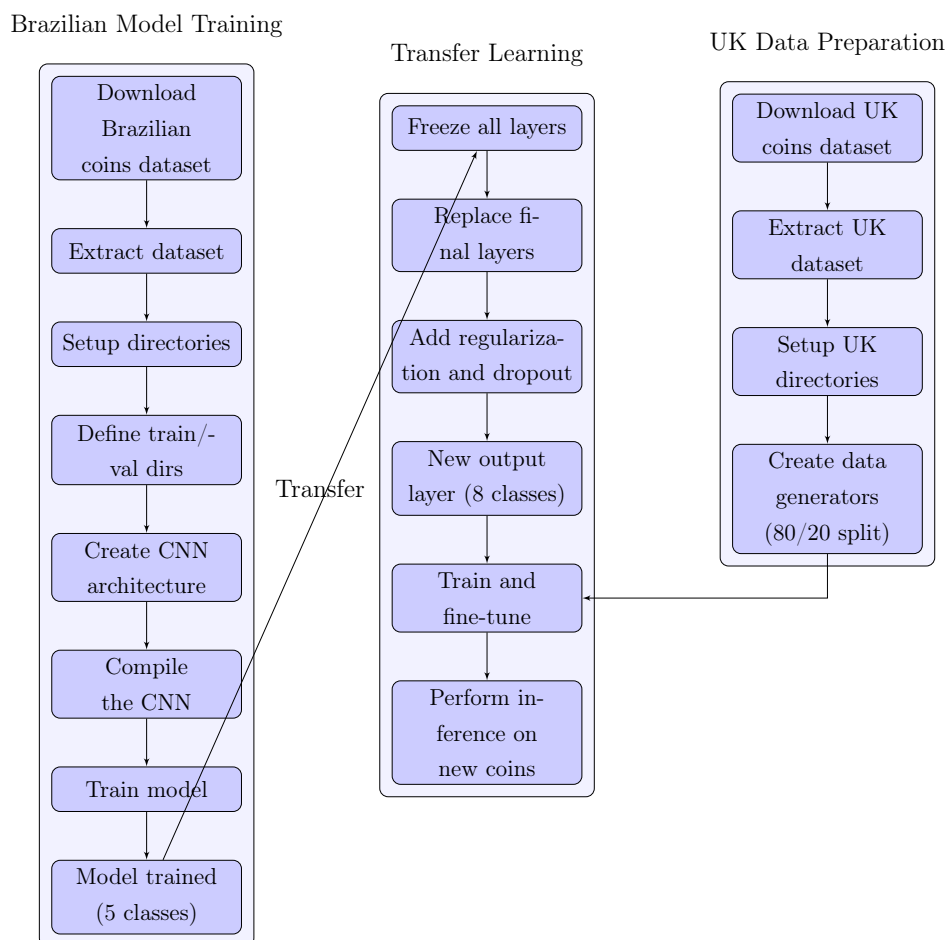 Brazilian Model Training
Download
Brazilian
coins dataset
Extract dataset
Setup directories
Define train/-
val dirs
Create CNN
architecture
Compile
the CNN
Train model
Model trained
(5 classes)
Transfer
Transfer Learning
Freeze all layers
Replace fi-
nal layers
Add regulariza-
tion and dropout
New output
layer (8 classes)
Train and
fine-tune
Perform in-
ference on
new coins
UK Data Preparation
Download UK
coins dataset
Extract UK
dataset
Setup UK
directories
Create data
generators
(80/20 split)